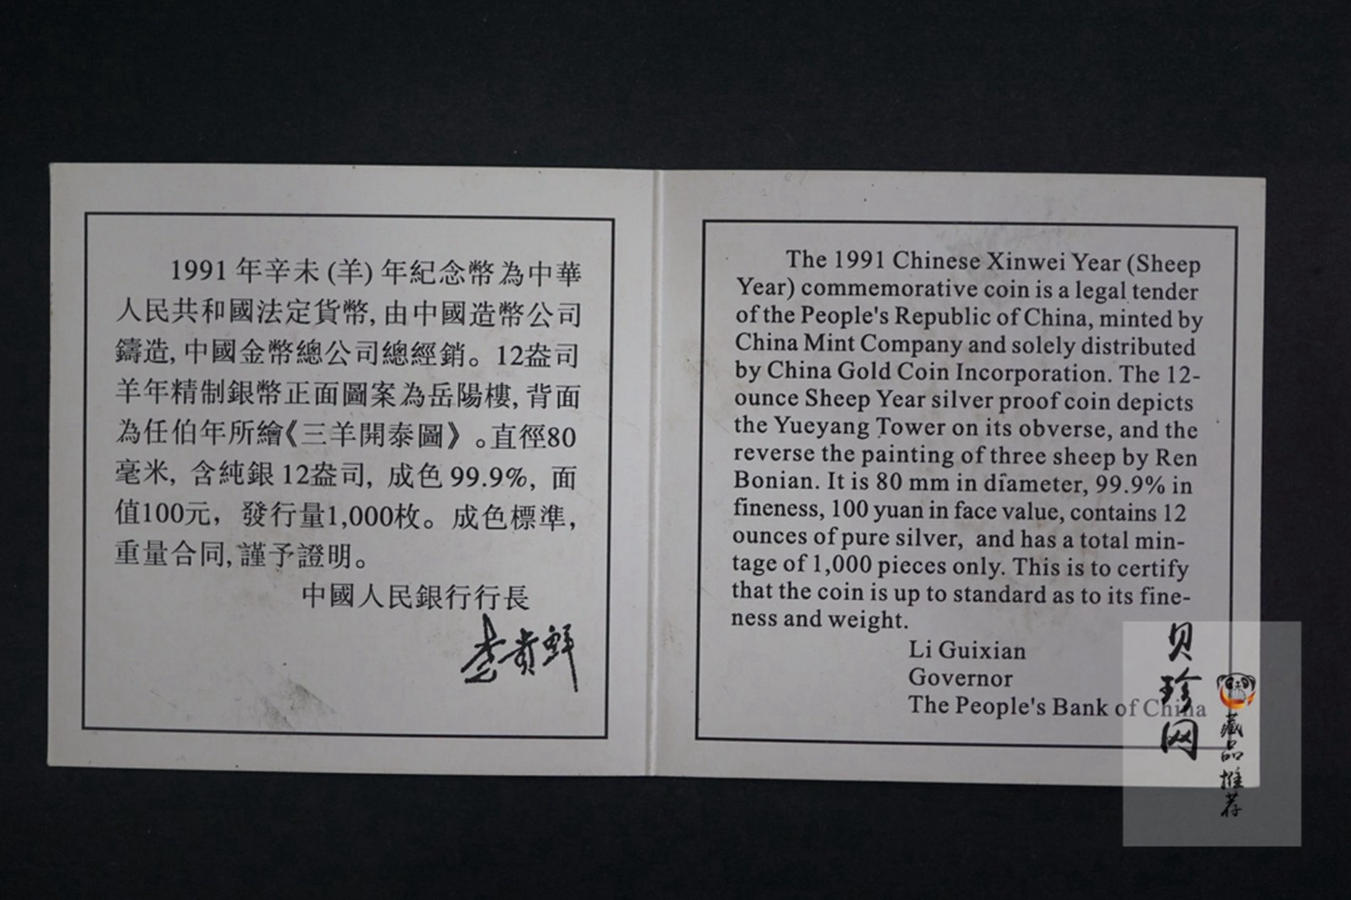 1991年辛未(羊)年紀念幣為中華
人民共和國法定貨幣,由中國造幣公司
鑄造,中國金幣總公司總經銷。12盎司
羊年精制銀幣正面圖案為岳陽樓,背面
為任伯年所繪《三羊開泰圖》。直徑80
毫米,含純銀12盎司,成色99.9%,面
值100元,發行量1,000枚。成色標準,
重量合同,謹予證明。
中國人民銀行行長
李貴鮮
The 1991 Chinese Xinwei Year (Sheep
Year) commemorative coin is a legal tender
of the People's Republic of China, minted by
China Mint Company and solely distributed
by China Gold Coin Incorporation. The 12-
ounce Sheep Year silver proof coin depicts
the Yueyang Tower on its obverse, and the
reverse the painting of three sheep by Ren
Bonian. It is 80 mm in diameter, 99.9% in
fineness, 100 yuan in face value, contains 12
ounces of pure silver, and has a total min-
tage of 1,000 pieces only. This is to certify
that the coin is up to standard as to its fine-
ness and weight.
Li Guixian
Governor
The People's Bank of China
贝珍网
藏品推荐